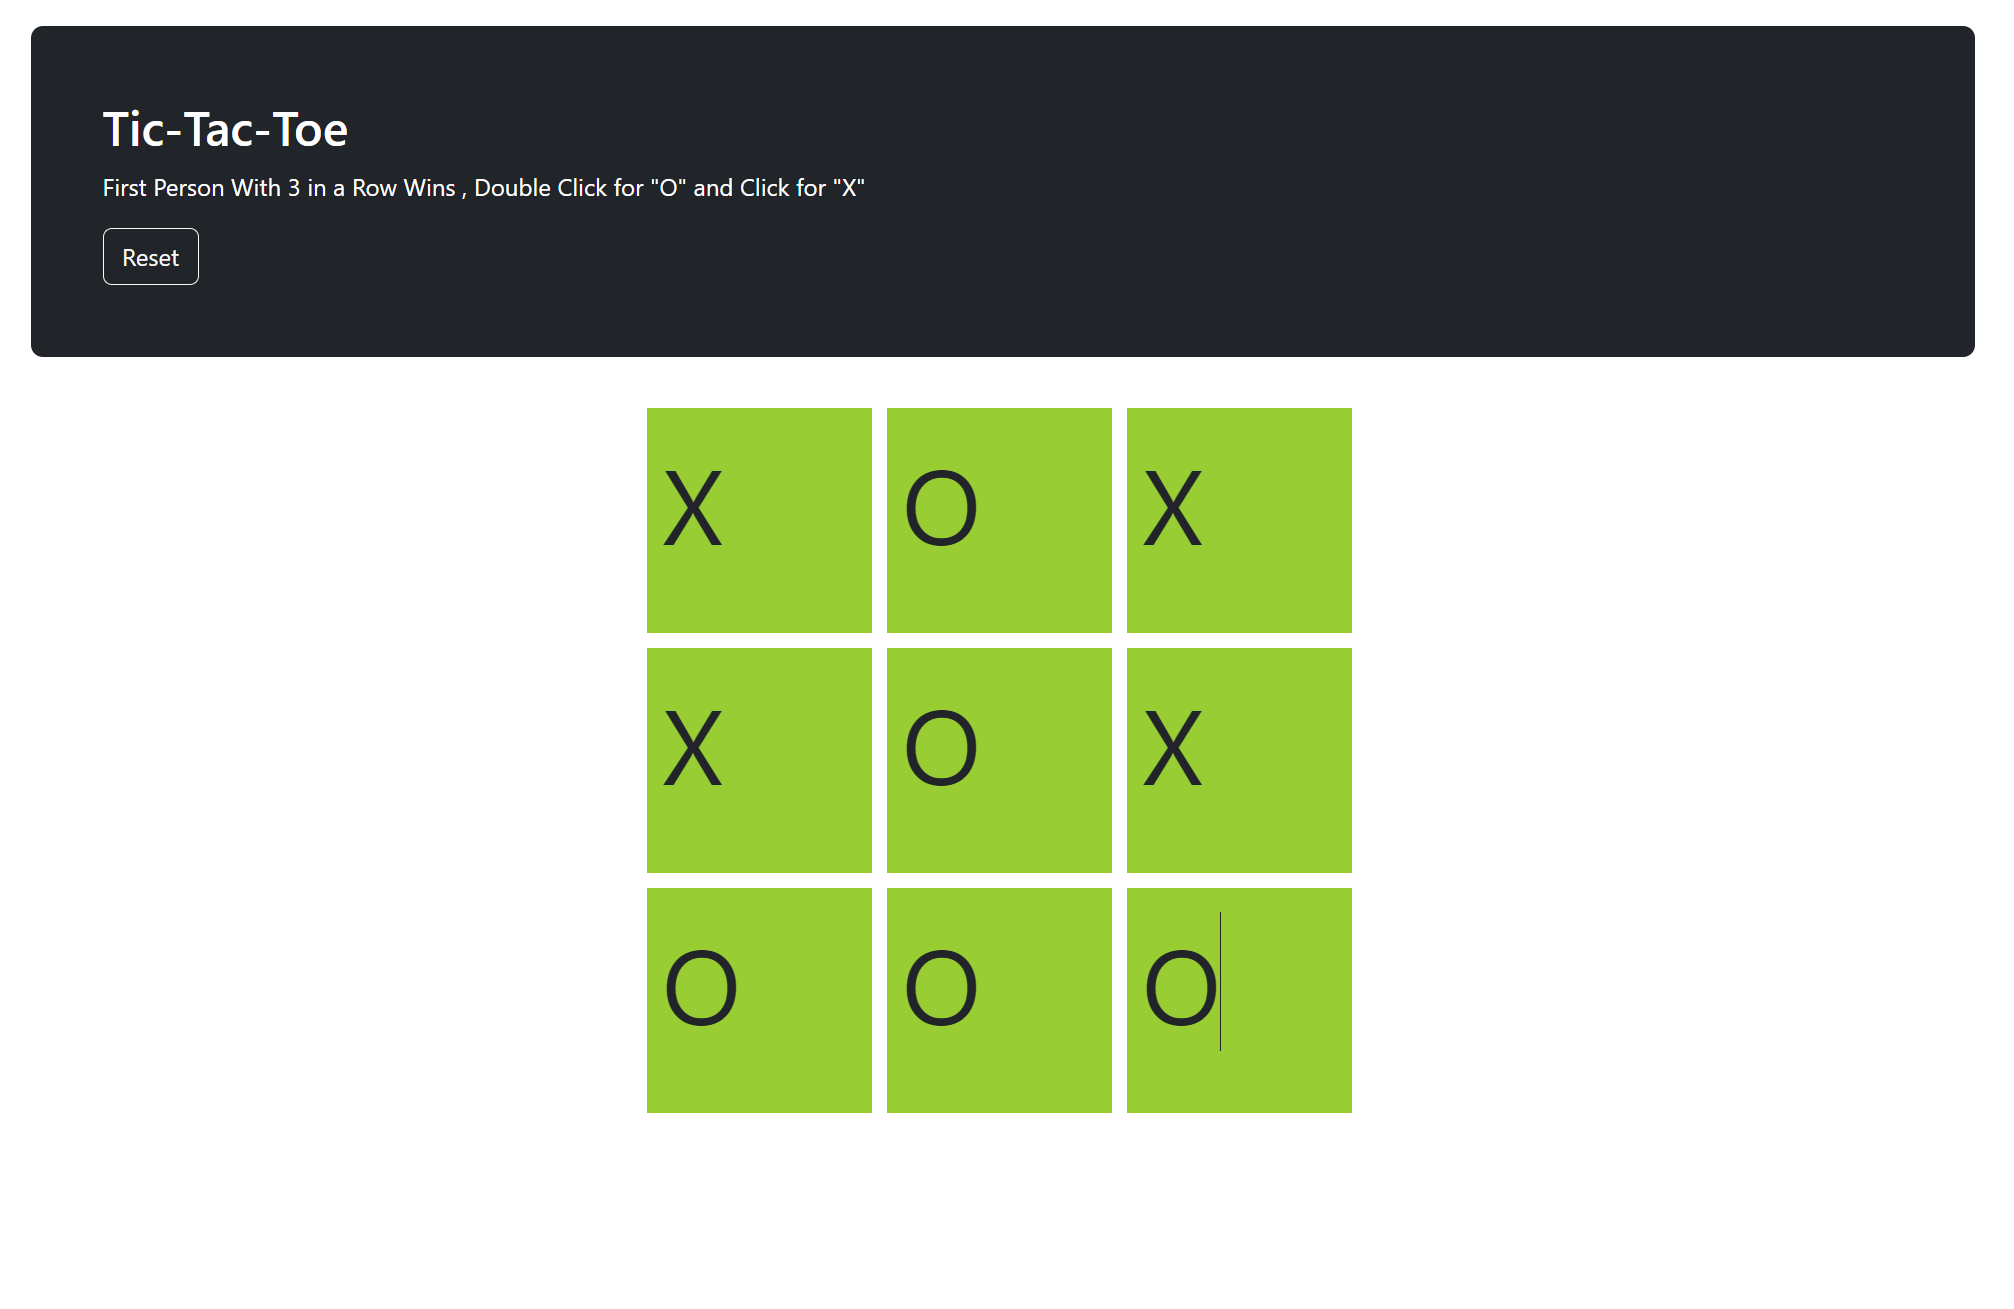 Tic-Tac-Toe
First Person With 3 in a Row Wins , Double Click for "O" and Click for "X"
Reset
X O X
X O X
O O O